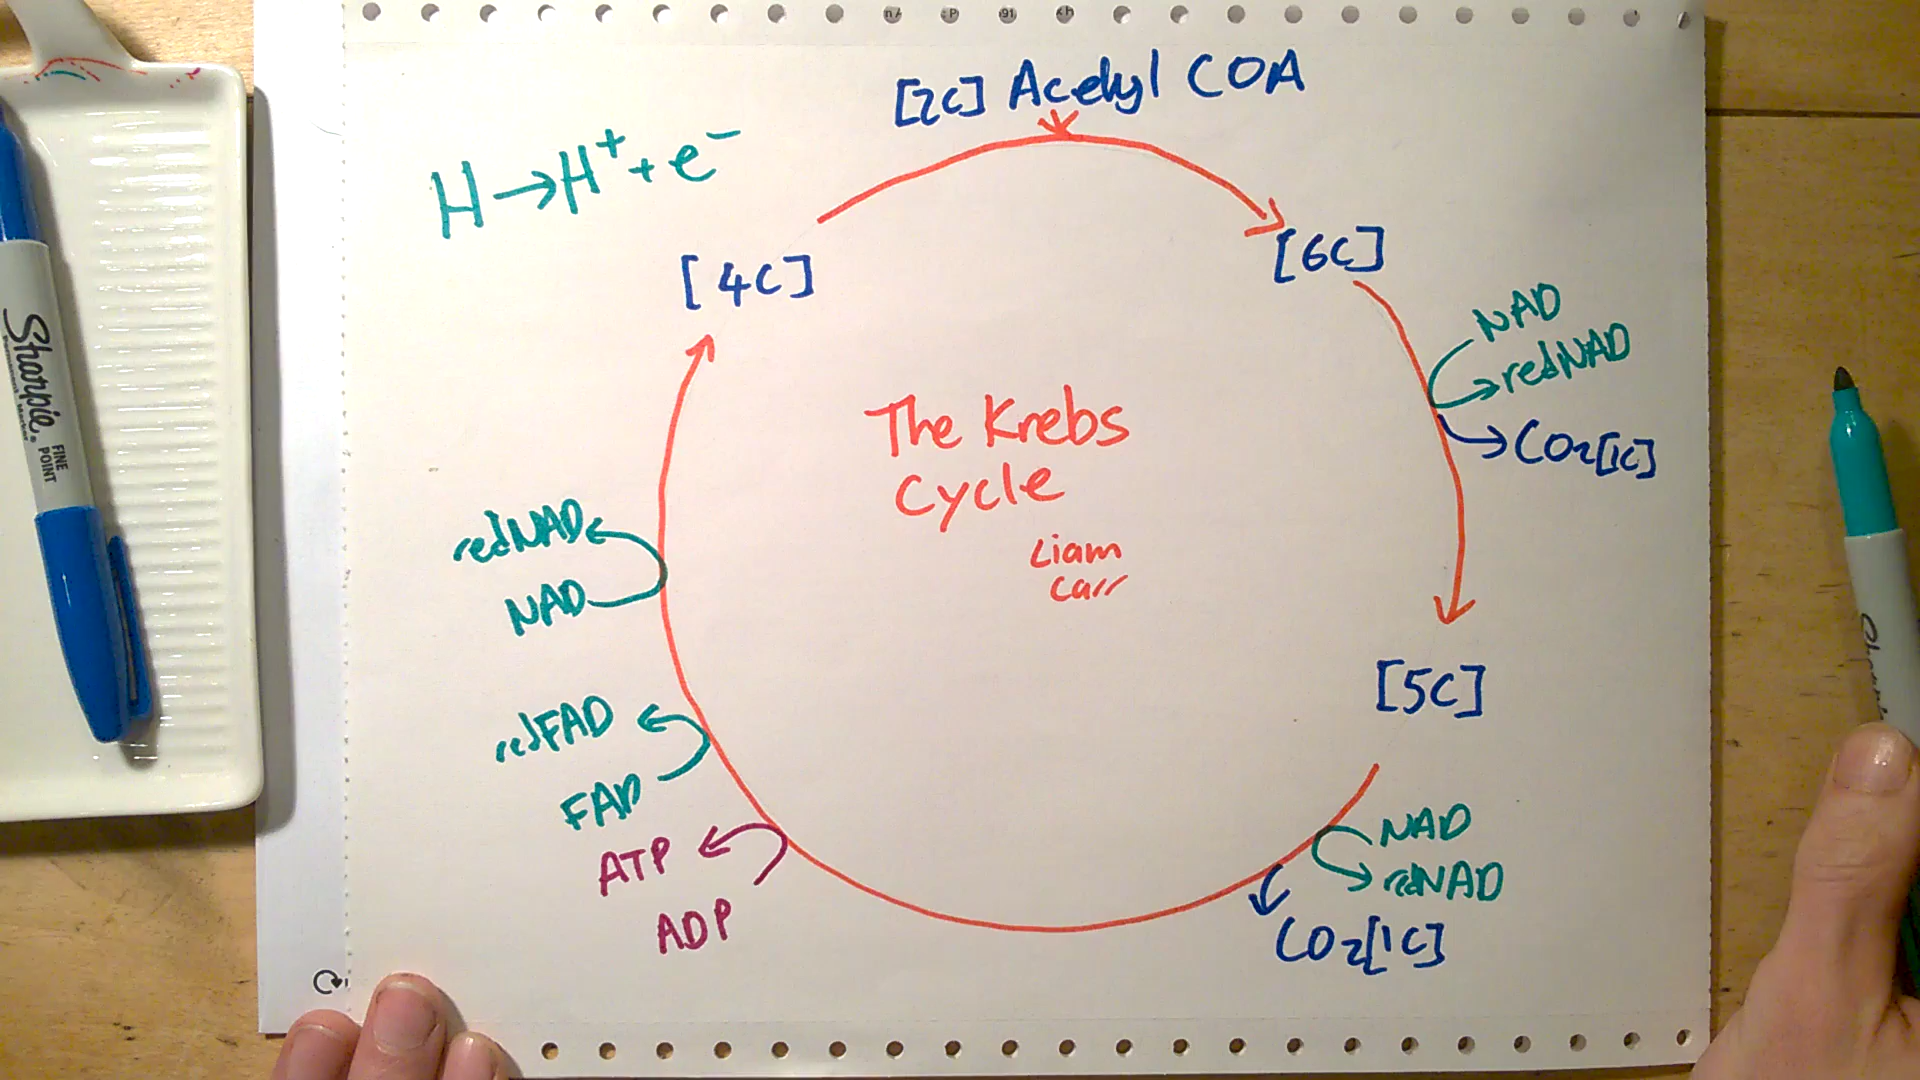 [2C] Acetyl COA
H → H⁺ + e⁻
[4C]
[6C]
NAD
redNAD
CO₂[1C]
The Krebs
Cycle
Liam
Carr
redNAD
NAD
[5C]
redFAD
FAD
NAD
redNAD
ATP
ADP
CO₂[1C]
Sharpie.
FINE
POINT